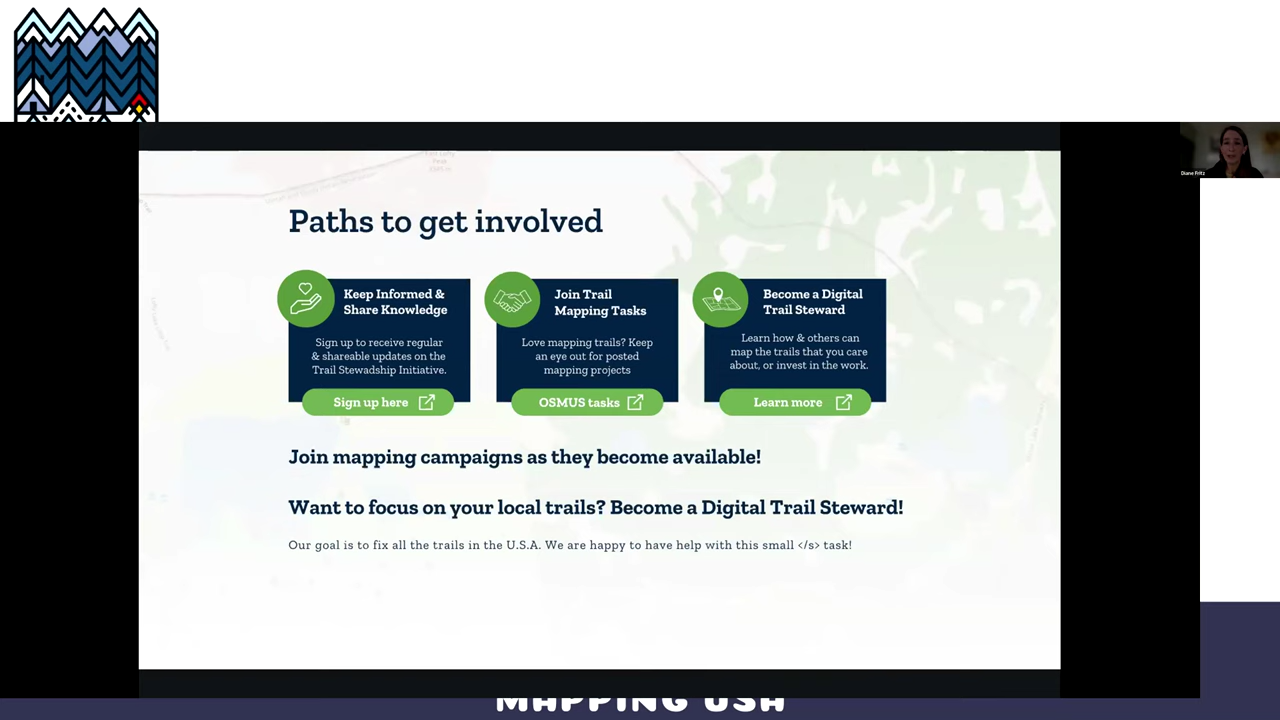 Paths to get involved
Keep Informed &
Share Knowledge
Sign up to receive regular
& shareable updates on the
Trail Stewadship Initiative.
Sign up here
Join Trail
Mapping Tasks
Love mapping trails? Keep
an eye out for posted
mapping projects
OSMUS tasks
Become a Digital
Trail Steward
Learn how & others can
map the trails that you care
about, or invest in the work.
Learn more
Join mapping campaigns as they become available!
Want to focus on your local trails? Become a Digital Trail Steward!
Our goal is to fix all the trails in the U.S.A. We are happy to have help with this small </s> task!
Diane Fritz
MAPPING USA